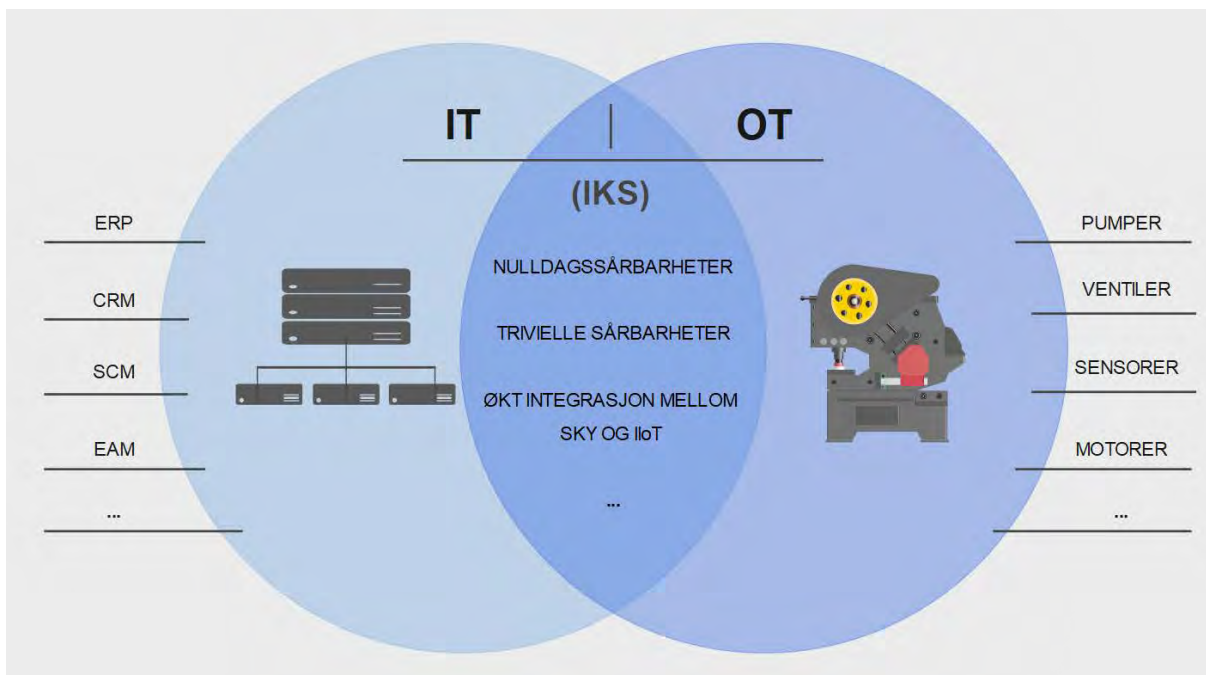 IT | OT
(IKS)
ERP
CRM
SCM
EAM
...
NULLDAGSSÅRBARHETER
TRIVIELLE SÅRBARHETER
ØKT INTEGRASJON MELLOM
SKY OG IIoT
...
PUMPER
VENTILER
SENSORER
MOTORER
...